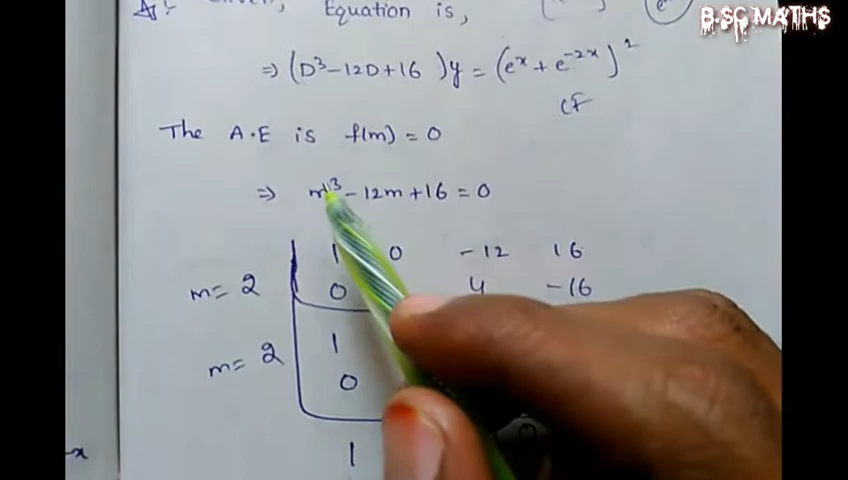 Equation is,
B.SC MATHS
⇒ (D³-12D+16)y = (eˣ+e⁻²ˣ)²
CF
The A.E is f(m) = 0
⇒ m³-12m+16 = 0
1 0 -12 16
m= 2 0 4 -16
m= 2 1
0
1
-x